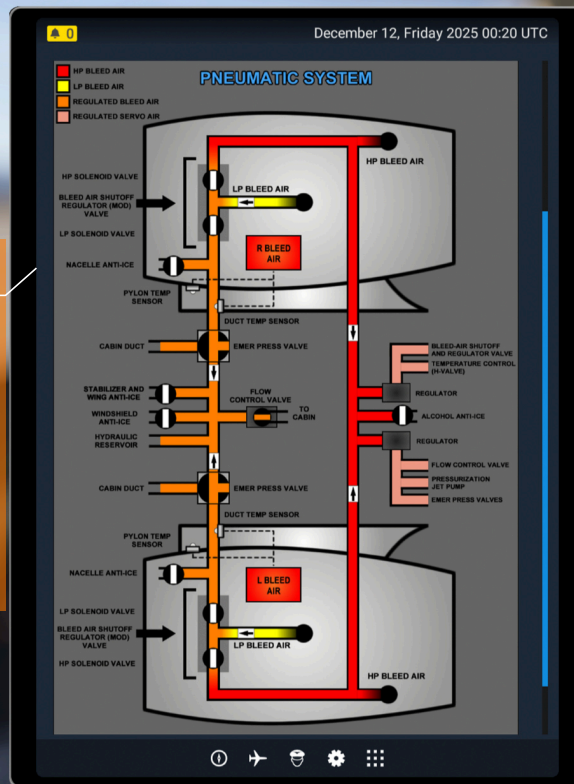 0
December 12, Friday 2025 00:20 UTC
HP BLEED AIR
LP BLEED AIR
REGULATED BLEED AIR
REGULATED SERVO AIR
PNEUMATIC SYSTEM
HP BLEED AIR
HP SOLENOID VALVE
LP BLEED AIR
BLEED AIR SHUTOFF
REGULATOR (MOD)
VALVE
LP SOLENOID VALVE
R BLEED
AIR
NACELLE ANTI-ICE
PYLON TEMP
SENSOR
DUCT TEMP SENSOR
CABIN DUCT
EMER PRESS VALVE
BLEED-AIR SHUTOFF
AND REGULATOR VALVE
TEMPERATURE CONTROL
(H-VALVE)
STABILIZER AND
WING ANTI-ICE
FLOW
CONTROL VALVE
REGULATOR
WINDSHIELD
ANTI-ICE
TO
CABIN
ALCOHOL ANTI-ICE
HYDRAULIC
RESERVOIR
REGULATOR
FLOW CONTROL VALVE
PRESSURIZATION
JET PUMP
CABIN DUCT
EMER PRESS VALVE
EMER PRESS VALVES
DUCT TEMP SENSOR
PYLON TEMP
SENSOR
NACELLE ANTI-ICE
L BLEED
AIR
LP SOLENOID VALVE
BLEED AIR SHUTOFF
REGULATOR (MOD)
VALVE
LP BLEED AIR
HP SOLENOID VALVE
HP BLEED AIR